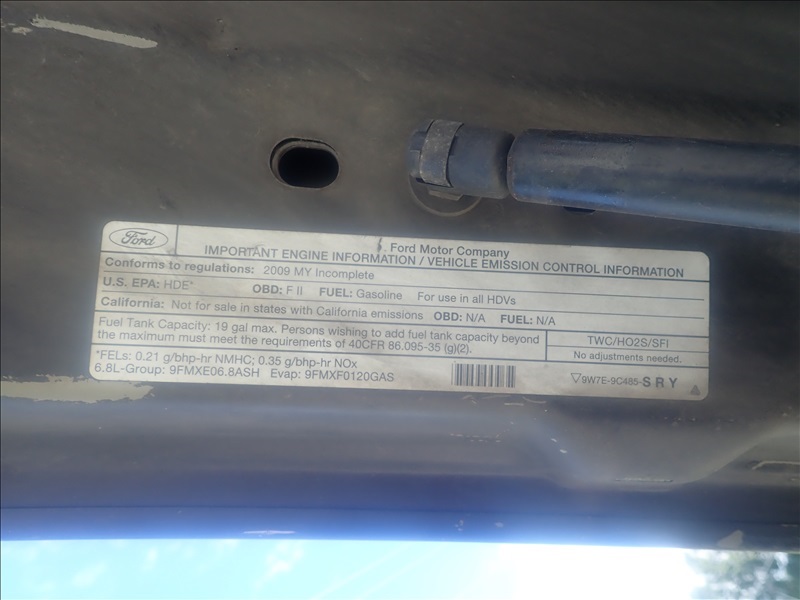 Ford
Ford Motor Company
IMPORTANT ENGINE INFORMATION / VEHICLE EMISSION CONTROL INFORMATION
Conforms to regulations: 2009 MY Incomplete
U.S. EPA: HDE* OBD: F II FUEL: Gasoline For use in all HDVs
California: Not for sale in states with California emissions OBD: N/A FUEL: N/A
Fuel Tank Capacity: 19 gal max. Persons wishing to add fuel tank capacity beyond
the maximum must meet the requirements of 40CFR 86.095-35 (g)(2).
TWC/HO2S/SFI
No adjustments needed.
*FELs: 0.21 g/bhp-hr NMHC; 0.35 g/bhp-hr NOx
6.8L-Group: 9FMXE06.8ASH Evap: 9FMXF0120GAS
9W7E-9C485-SRY